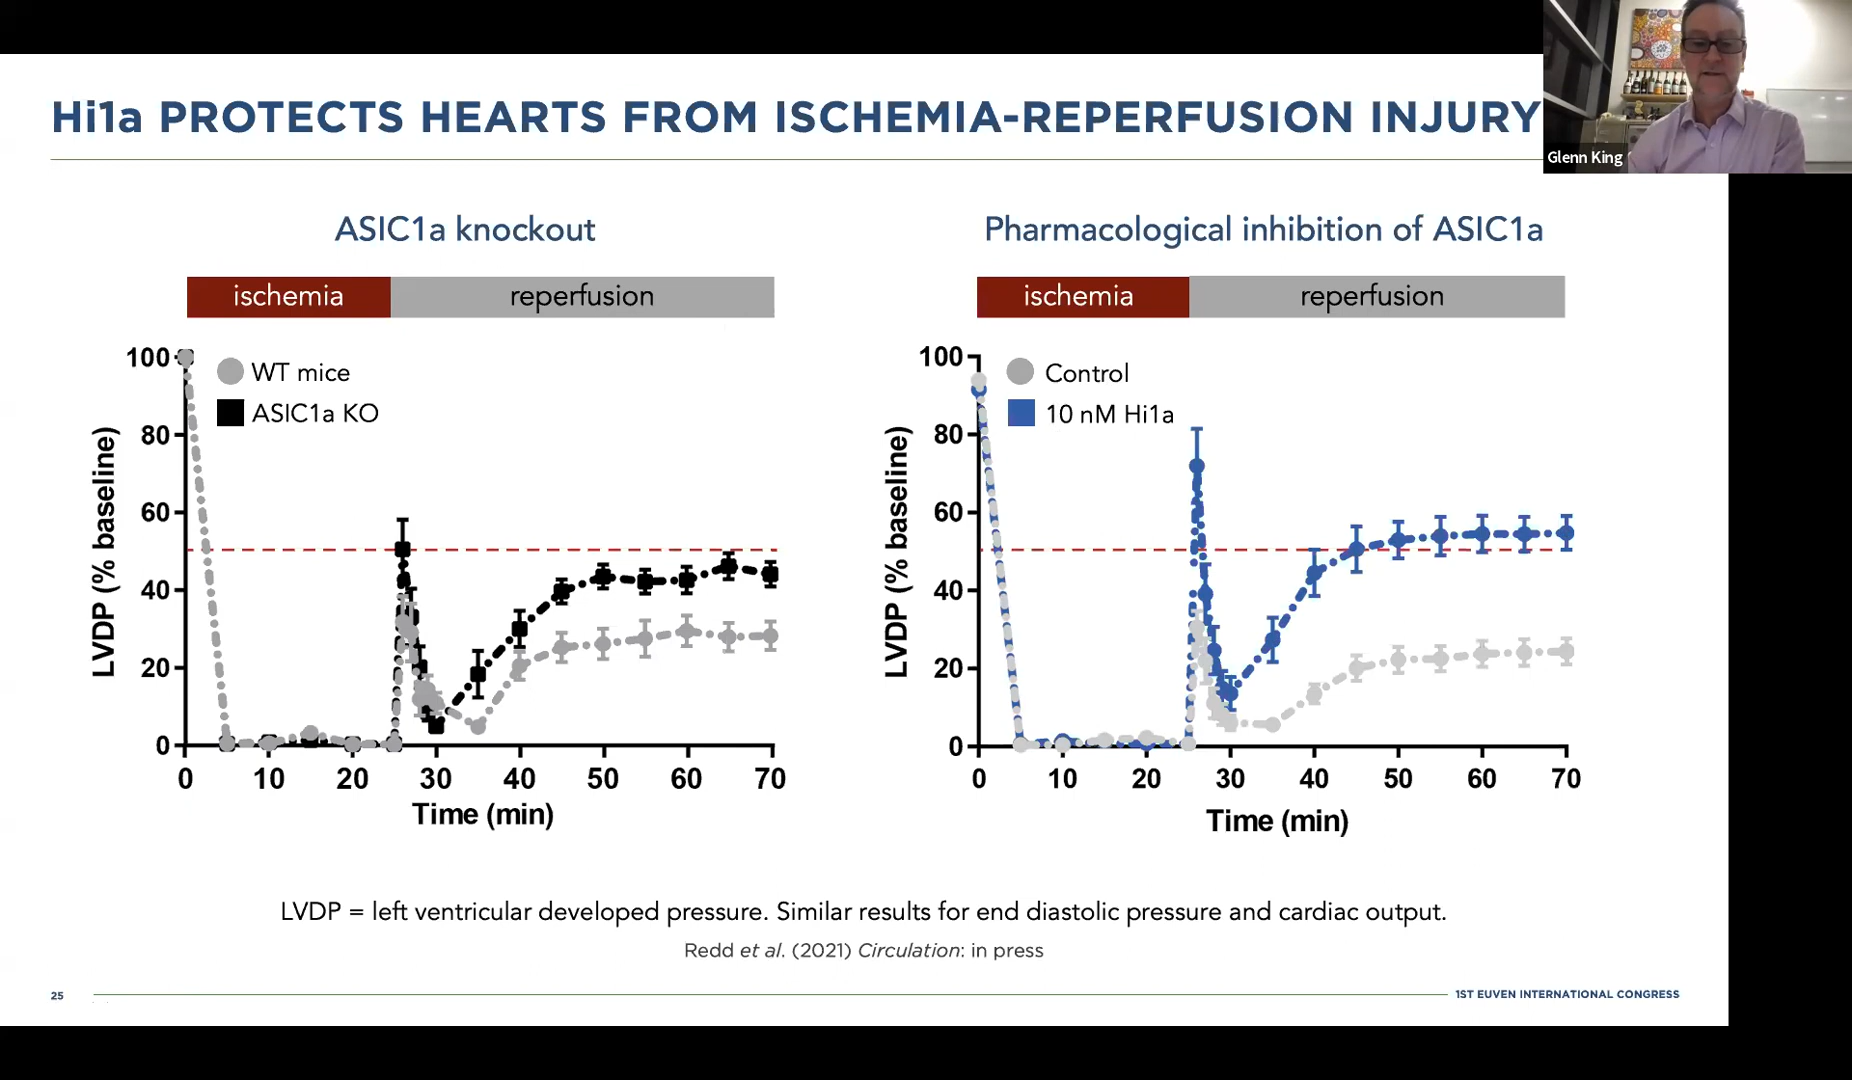 Hi1a PROTECTS HEARTS FROM ISCHEMIA-REPERFUSION INJURY
Glenn King
ASIC1a knockout
ischemia
reperfusion
WT mice
ASIC1a KO
LVDP (% baseline)
100
80
60
40
20
0
0 10 20 30 40 50 60 70
Time (min)
Pharmacological inhibition of ASIC1a
ischemia
reperfusion
Control
10 nM Hi1a
LVDP (% baseline)
100
80
60
40
20
0
0 10 20 30 40 50 60 70
Time (min)
LVDP = left ventricular developed pressure. Similar results for end diastolic pressure and cardiac output.
Redd et al. (2021) Circulation: in press
25
1ST EUVEN INTERNATIONAL CONGRESS